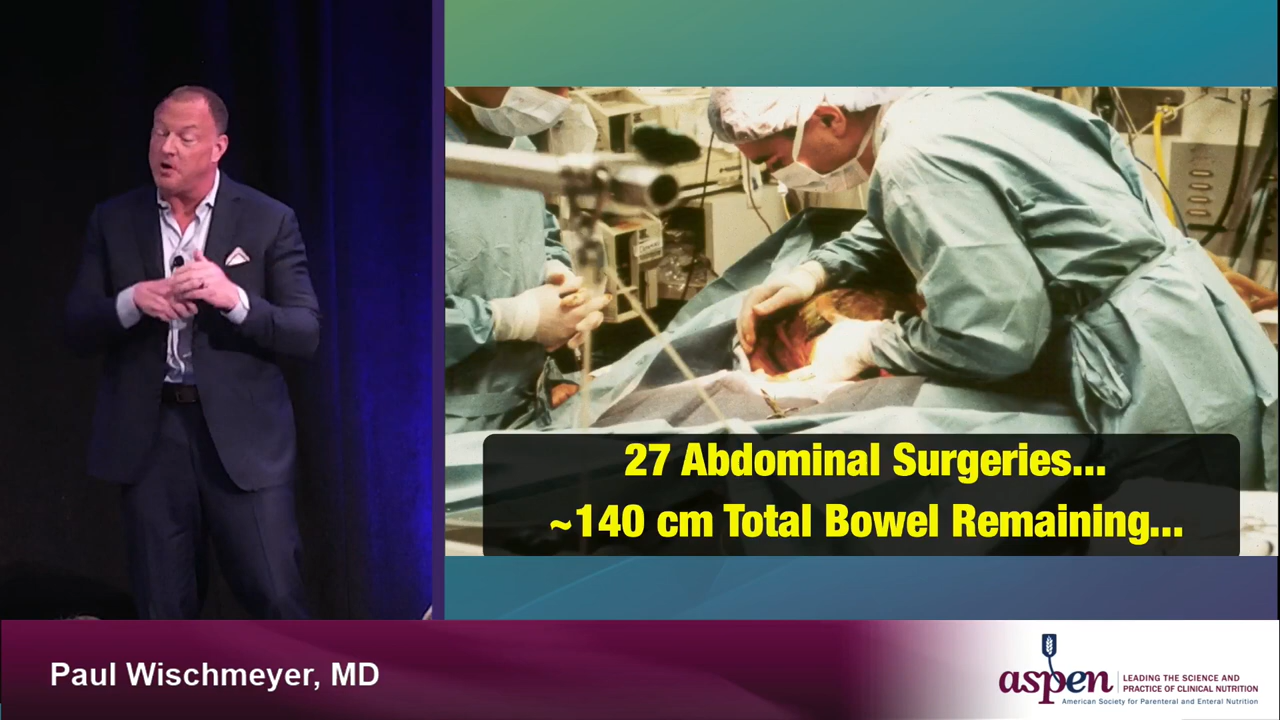 27 Abdominal Surgeries...
~140 cm Total Bowel Remaining...
Paul Wischmeyer, MD
aspen
LEADING THE SCIENCE AND
PRACTICE OF CLINICAL NUTRITION
American Society for Parenteral and Enteral Nutrition